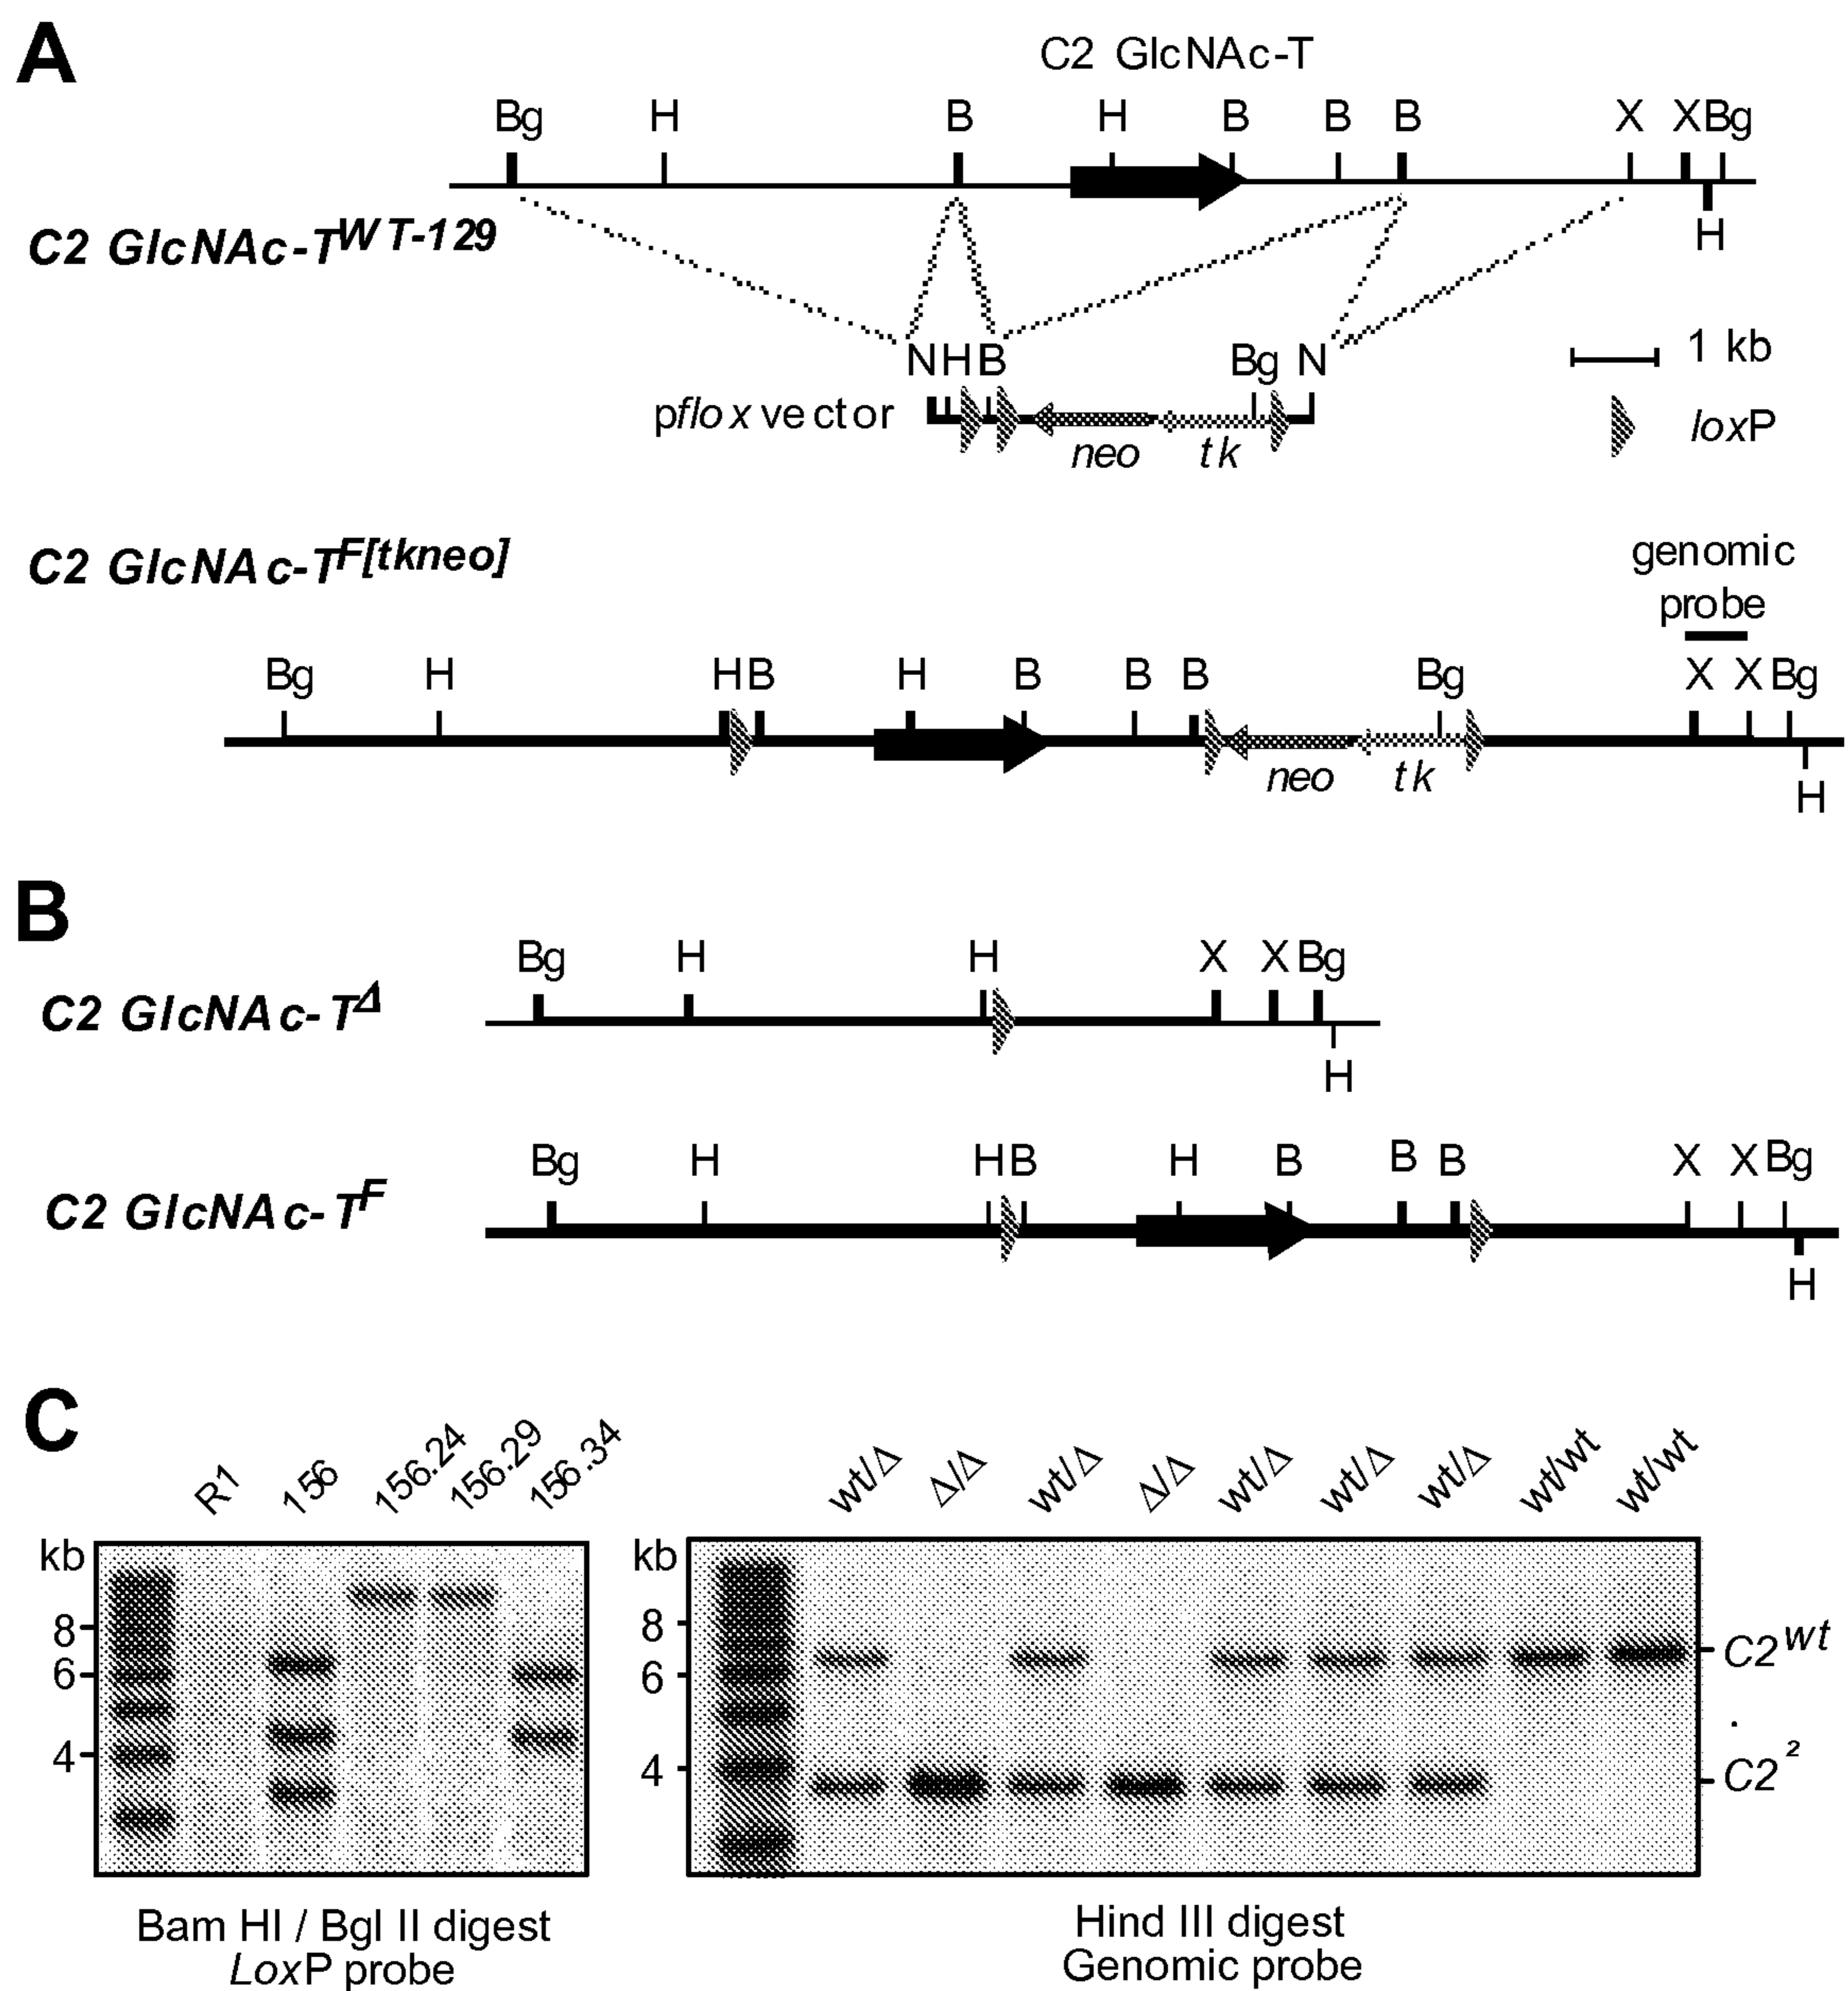 A
C2 GlcNAc-T
Bg H B H B B B X X Bg
H
C2 GlcNAc-T^WT-129
N H B Bg N
1 kb
pflox vector
neo tk
loxP
C2 GlcNAc-T^F[tkneo]
genomic
probe
Bg H H B H B B B Bg X X Bg
neo tk
H
B
Bg H H X X Bg
C2 GlcNAc-T^Δ
H
Bg H H B H B B B X X Bg
C2 GlcNAc-T^F
H
C
R1 156 156.24 156.29 156.34
wt/Δ Δ/Δ wt/Δ Δ/Δ wt/Δ wt/Δ wt/Δ wt/wt wt/wt
kb
8
6
4
kb
8
6
4
C2^wt
C2^2
Bam HI / Bgl II digest
LoxP probe
Hind III digest
Genomic probe